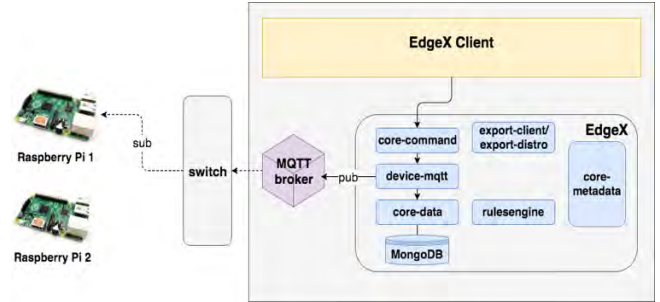 EdgeX Client
EdgeX
core-command
export-client/
export-distro
core-
metadata
device-mqtt
core-data
rulesengine
MongoDB
pub
MQTT
broker
switch
sub
Raspberry Pi 1
Raspberry Pi 2